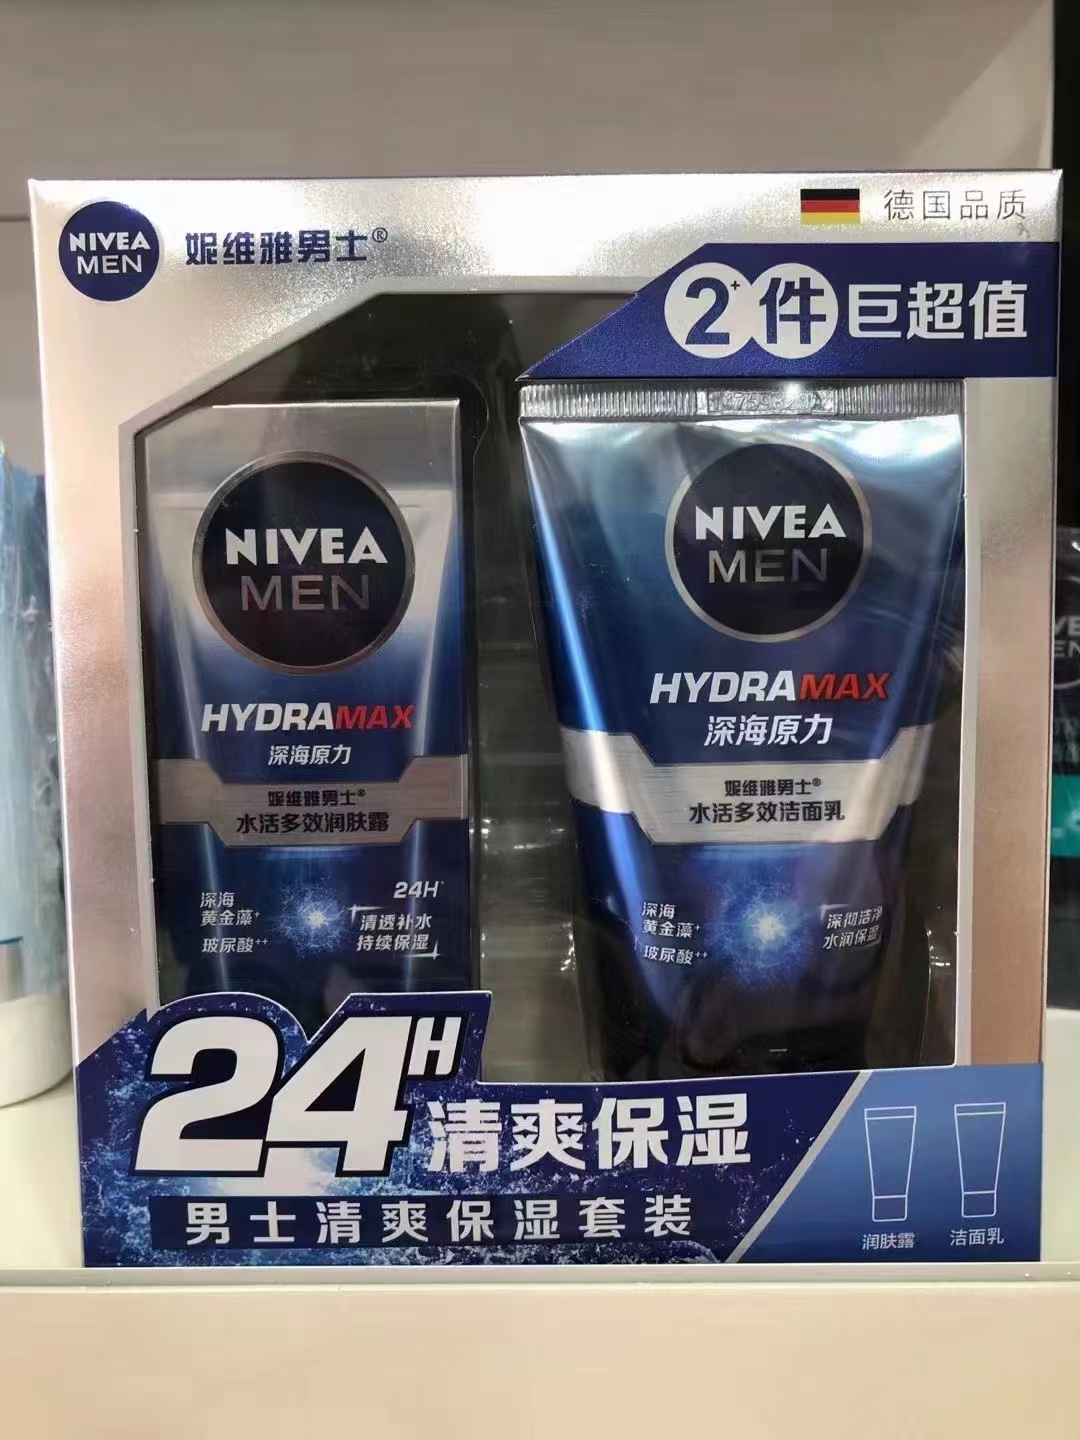 NIVEA
MEN
妮维雅男士®
德国品质
2+件巨超值
NIVEA
MEN
HYDRAMAX
深海原力
妮维雅男士®
水活多效润肤露
深海
黄金藻+
玻尿酸++
24H*
清透补水
持续保湿
NIVEA
MEN
HYDRAMAX
深海原力
妮维雅男士®
水活多效洁面乳
深海
黄金藻+
玻尿酸++
深彻洁净
水润保湿
24H清爽保湿
男士清爽保湿套装
润肤露
洁面乳